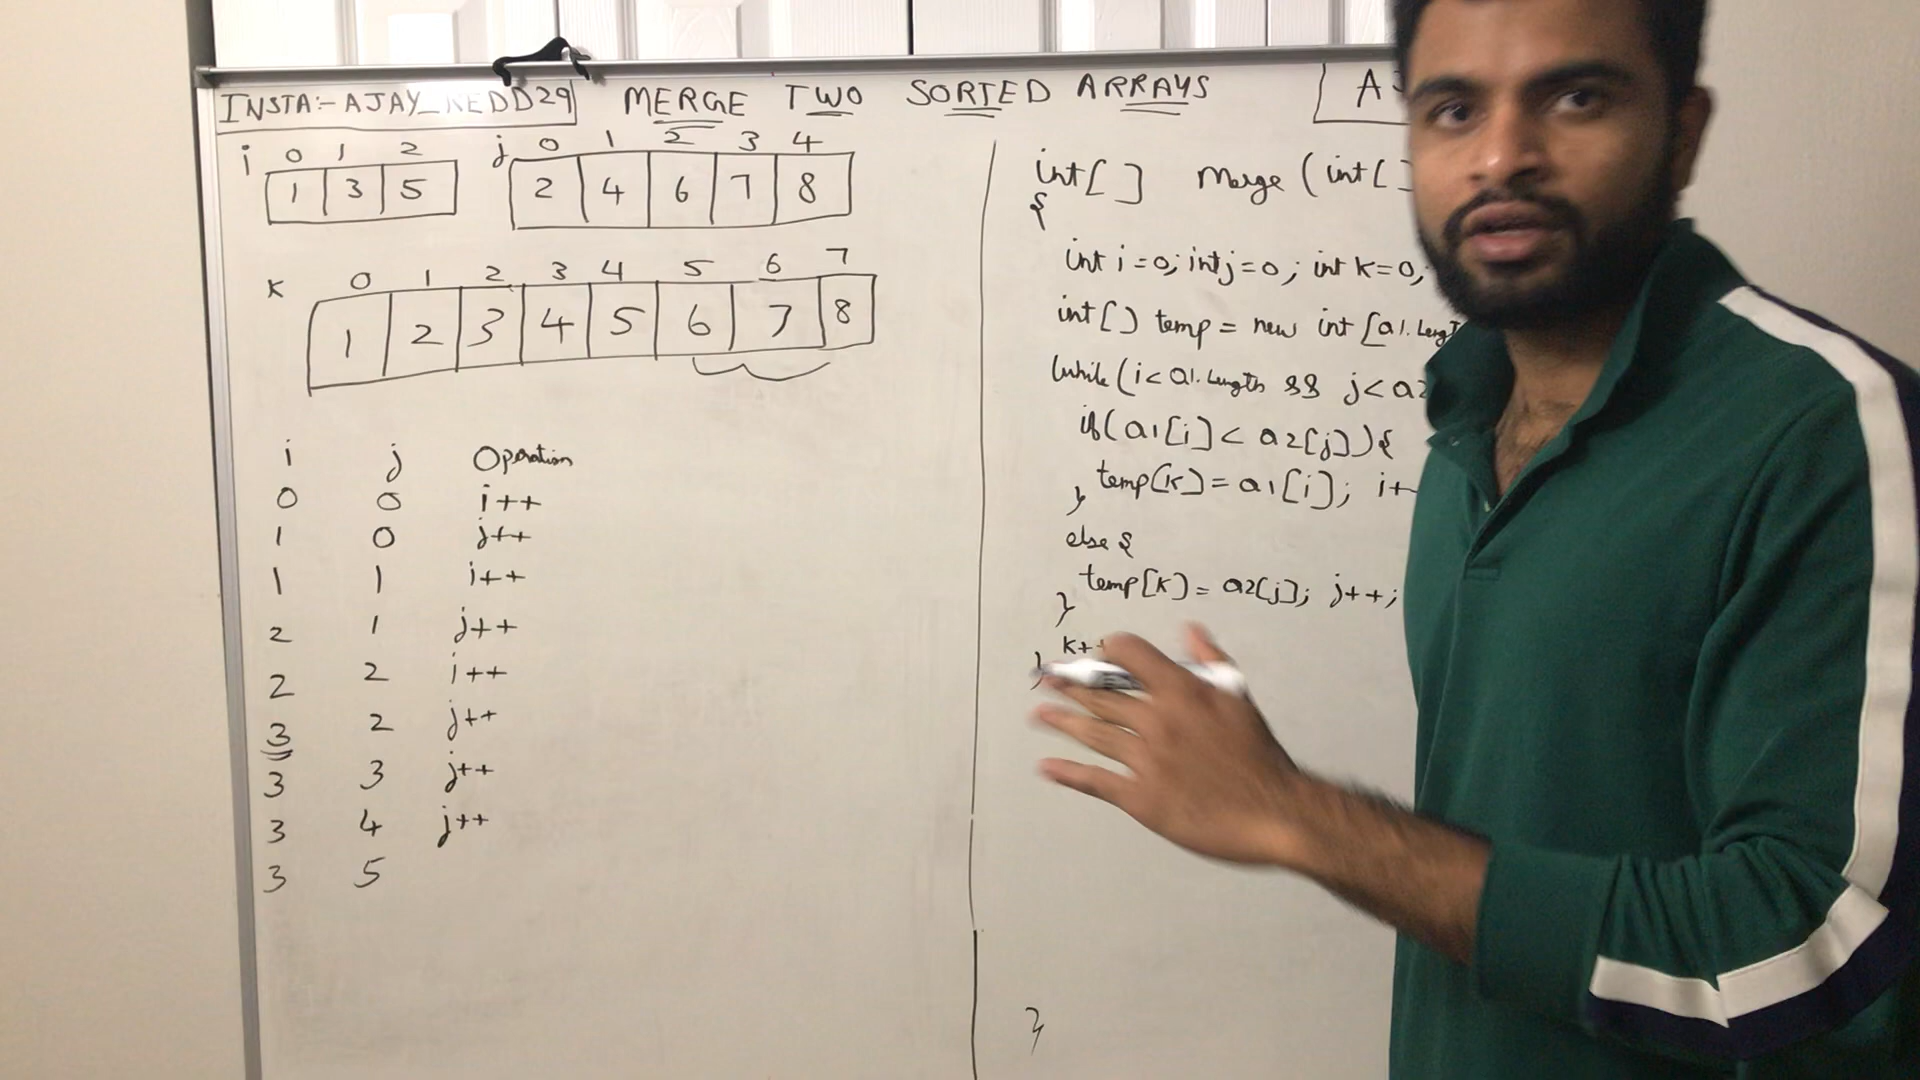 INSTA:- AJAY_NEDD29
MERGE TWO SORTED ARRAYS
A
i 0 1 2
1 3 5
j 0 1 2 3 4
2 4 6 7 8
k 0 1 2 3 4 5 6 7
1 2 3 4 5 6 7 8
i j Operation
0 0 i++
1 0 j++
1 1 i++
2 1 j++
2 2 i++
3 2 j++
3 3 j++
3 4 j++
3 5
int[] Merge (int[
{
int i=0; int j=0; int k=0;
int[] temp = new int [a1.Length
While (i< a1.Length && j< a2
if(a1[i] < a2[j]){
temp[k] = a1[i]; i+
}
else {
temp[k] = a2[j]; j++;
}
k++
}
}